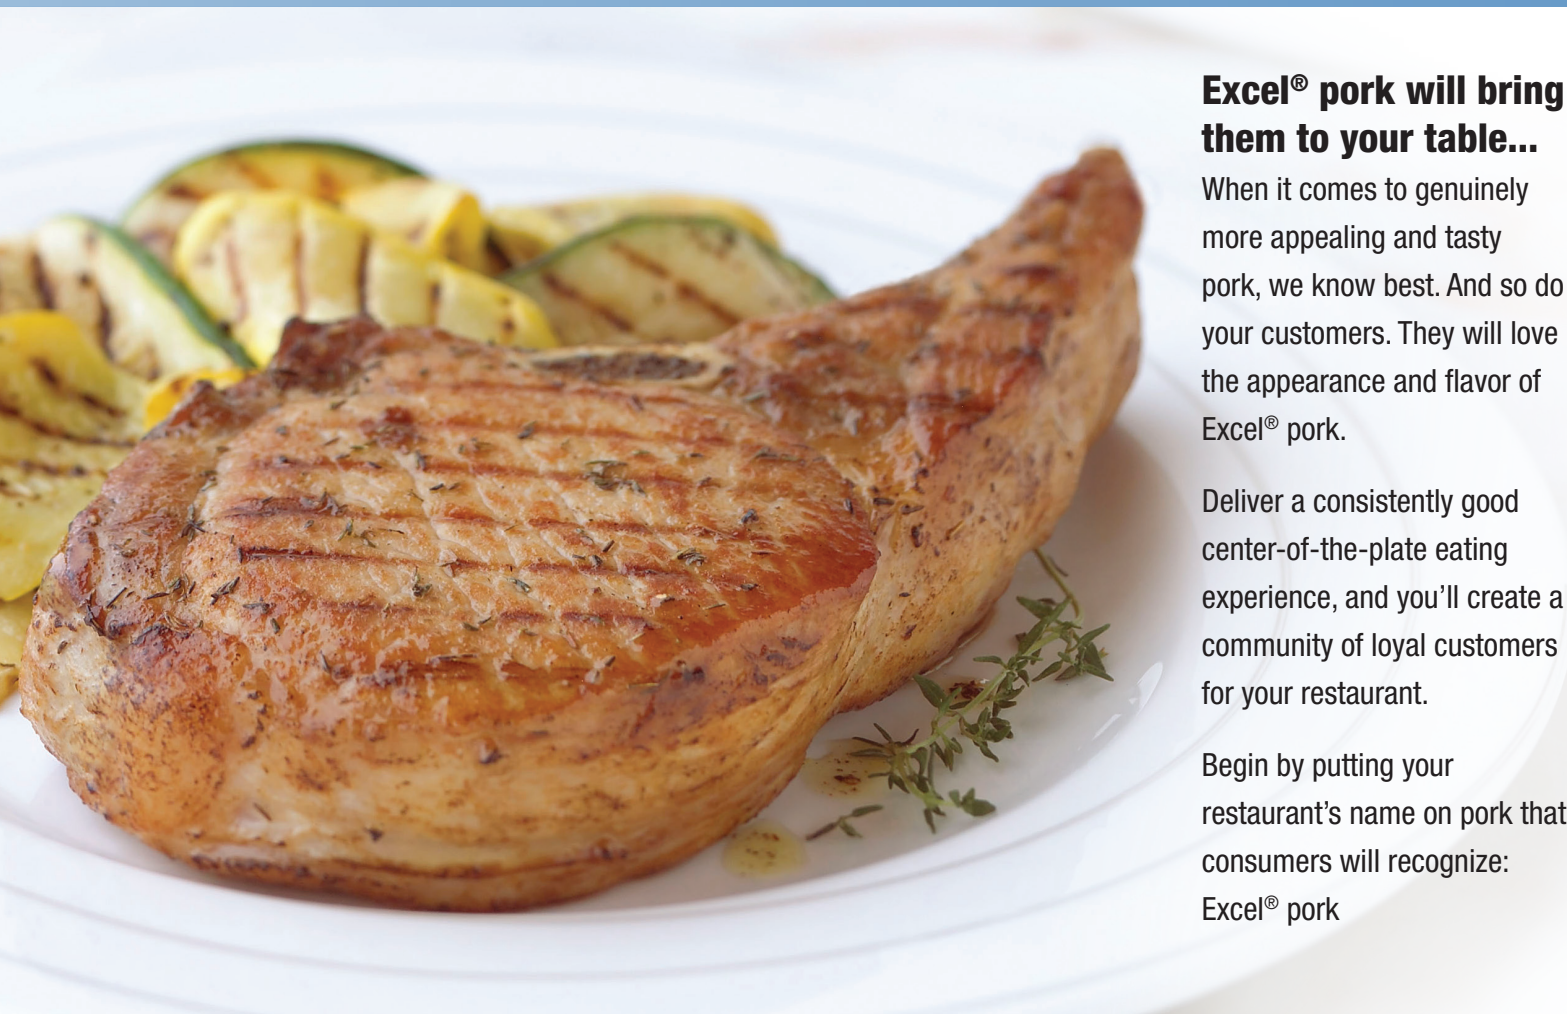 Excel® pork will bring
them to your table...
When it comes to genuinely
more appealing and tasty
pork, we know best. And so do
your customers. They will love
the appearance and flavor of
Excel® pork.
Deliver a consistently good
center-of-the-plate eating
experience, and you’ll create a
community of loyal customers
for your restaurant.
Begin by putting your
restaurant’s name on pork that
consumers will recognize:
Excel® pork